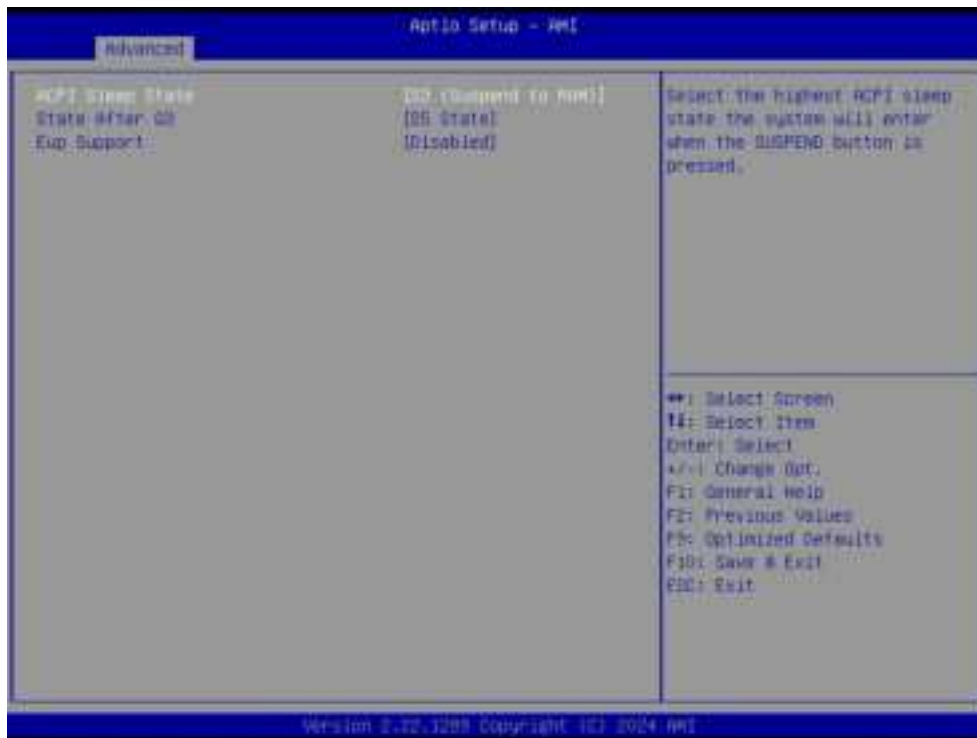 Aptio Setup - AMI
Advanced
ACPI Sleep State [S3 (Suspend to RAM)]
State After G3 [S5 State]
Eup Support [Disabled]
Select the highest ACPI sleep
state the system will enter
when the SUSPEND button is
pressed.
↔: Select Screen
↑↓: Select Item
Enter: Select
+/-: Change Opt.
F1: General Help
F2: Previous Values
F9: Optimized Defaults
F10: Save & Exit
ESC: Exit
Version Copyright (C) 2024 AMI